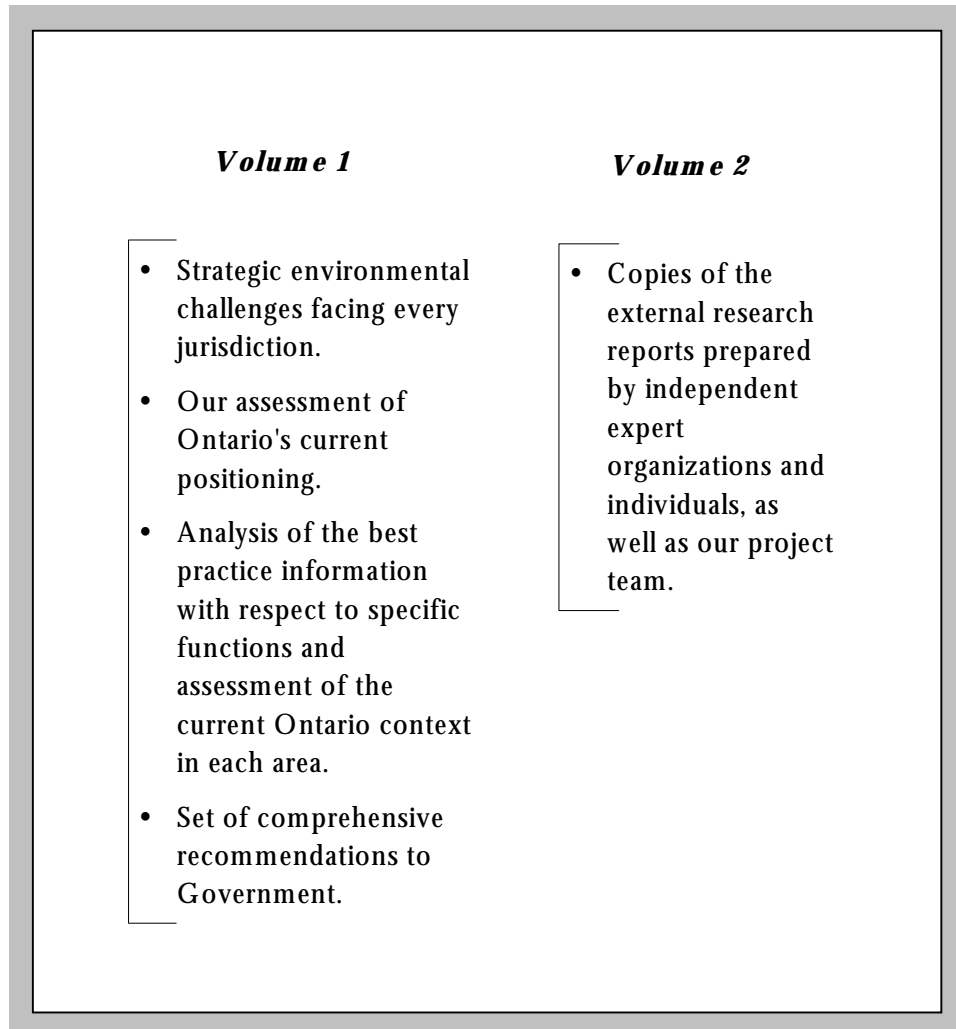 Volume 1
• Strategic environmental
challenges facing every
jurisdiction.
• Our assessment of
Ontario's current
positioning.
• Analysis of the best
practice information
with respect to specific
functions and
assessment of the
current Ontario context
in each area.
• Set of comprehensive
recommendations to
Government.
Volume 2
• Copies of the
external research
reports prepared
by independent
expert
organizations and
individuals, as
well as our project
team.